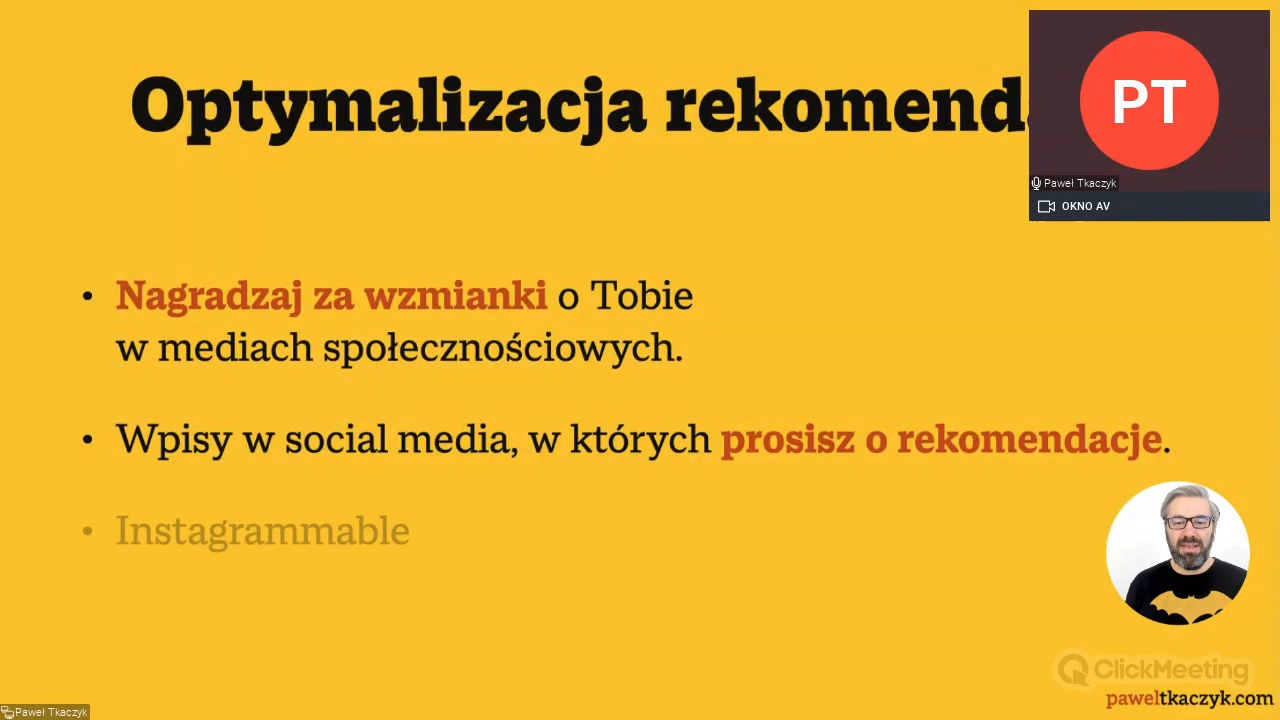 Optymalizacja rekomend
PT
Paweł Tkaczyk
OKNO AV
• Nagradzaj za wzmianki o Tobie
w mediach społecznościowych.
• Wpisy w social media, w których prosisz o rekomendacje.
• Instagrammable
ClickMeeting
paweltkaczyk.com
Paweł Tkaczyk